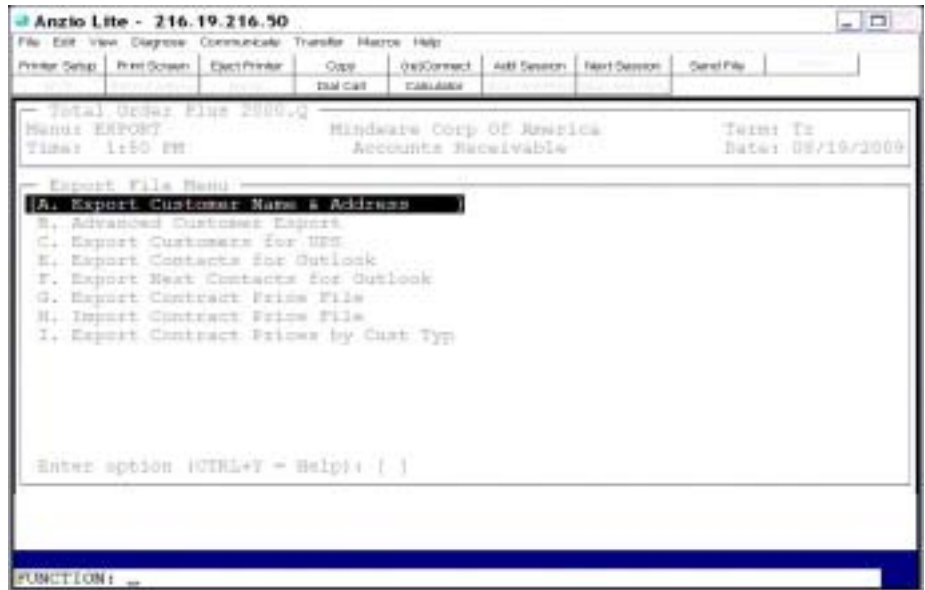 Anzio Lite - 216.19.216.50
File Edit View Diagnose Communicate Transfer Macros Help
Printer Setup Print Screen Eject Printer Copy (re)Connect Add Session Next Session Send File
Dial Card Calculator
Total Order Plus 2000.Q
Menu: EXPORT Mindware Corp Of America Term: Tz
Time: 1:50 PM Accounts Receivable Date: 08/19/2009
Export File Menu
[A. Export Customer Name & Address ]
B. Advanced Customer Export
C. Export Customers for UPS
E. Export Contacts for Outlook
F. Export Next Contacts for Outlook
G. Export Contract Price File
H. Import Contract Price File
I. Export Contract Prices by Cust Typ
Enter option (CTRL+Y = Help): [ ]
FUNCTION: _